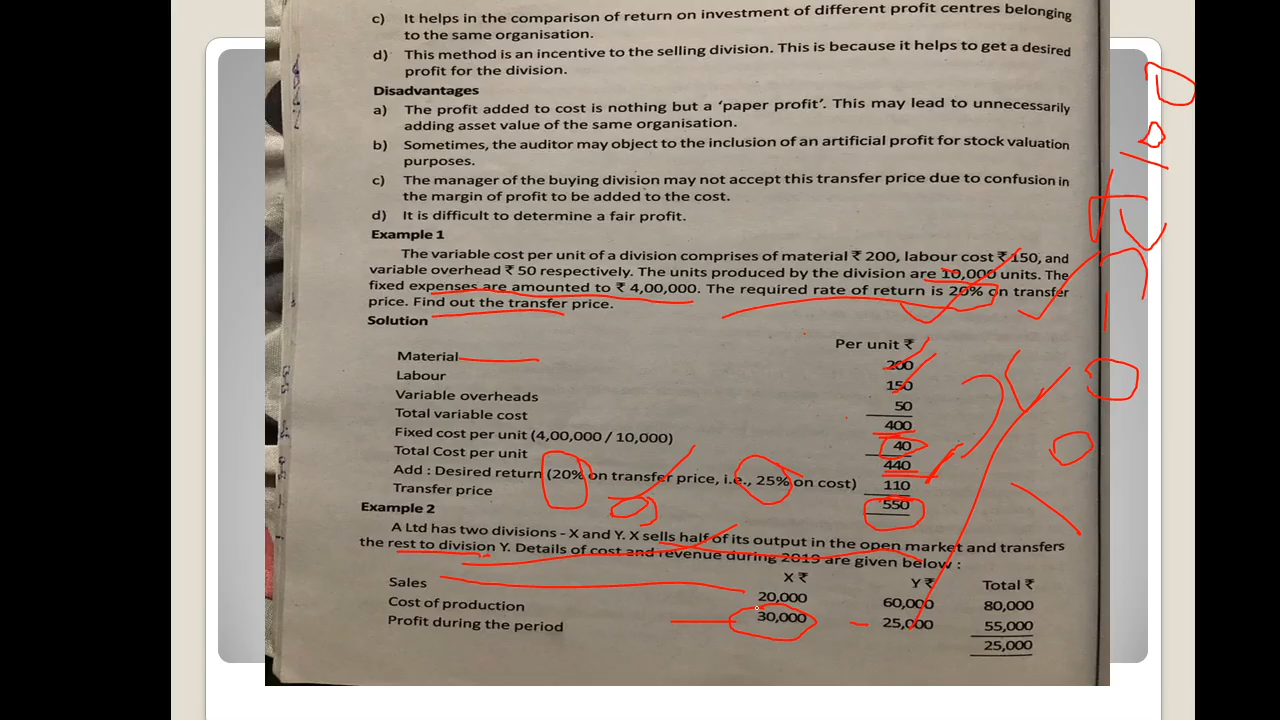 c) It helps in the comparison of return on investment of different profit centres belonging
to the same organisation.
d) This method is an incentive to the selling division. This is because it helps to get a desired
profit for the division.
Disadvantages
a) The profit added to cost is nothing but a ‘paper profit’. This may lead to unnecessarily
adding asset value of the same organisation.
b) Sometimes, the auditor may object to the inclusion of an artificial profit for stock valuation
purposes.
c) The manager of the buying division may not accept this transfer price due to confusion in
the margin of profit to be added to the cost.
d) It is difficult to determine a fair profit.
Example 1
The variable cost per unit of a division comprises of material ₹ 200, labour cost ₹ 150, and
variable overhead ₹ 50 respectively. The units produced by the division are 10,000 units. The
fixed expenses are amounted to ₹ 4,00,000. The required rate of return is 20% on transfer
price. Find out the transfer price.
Solution
Per unit ₹
Material 200
Labour 150
Variable overheads 50
Total variable cost 400
Fixed cost per unit (4,00,000 / 10,000) 40
Total Cost per unit 440
Add : Desired return (20% on transfer price, i.e., 25% on cost) 110
Transfer price 550
Example 2
A Ltd has two divisions - X and Y. X sells half of its output in the open market and transfers
the rest to division Y. Details of cost and revenue during 2019 are given below :
X ₹ Y ₹ Total ₹
Sales 20,000 60,000 80,000
Cost of production 30,000 25,000 55,000
Profit during the period 25,000